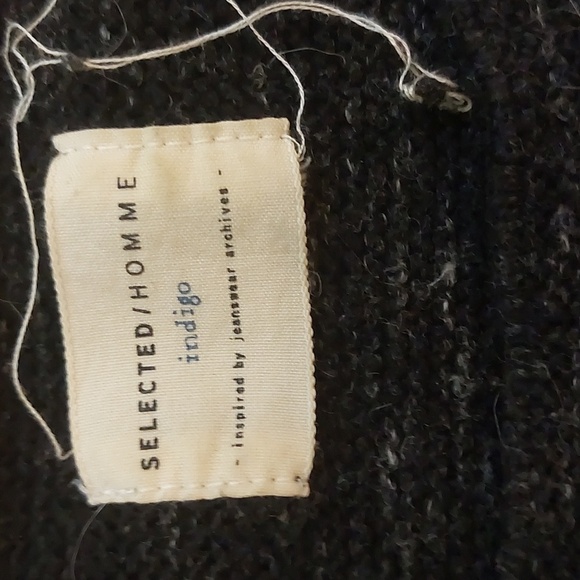 SELECTED/HOMME
indigo
- inspired by jeanswear archives -